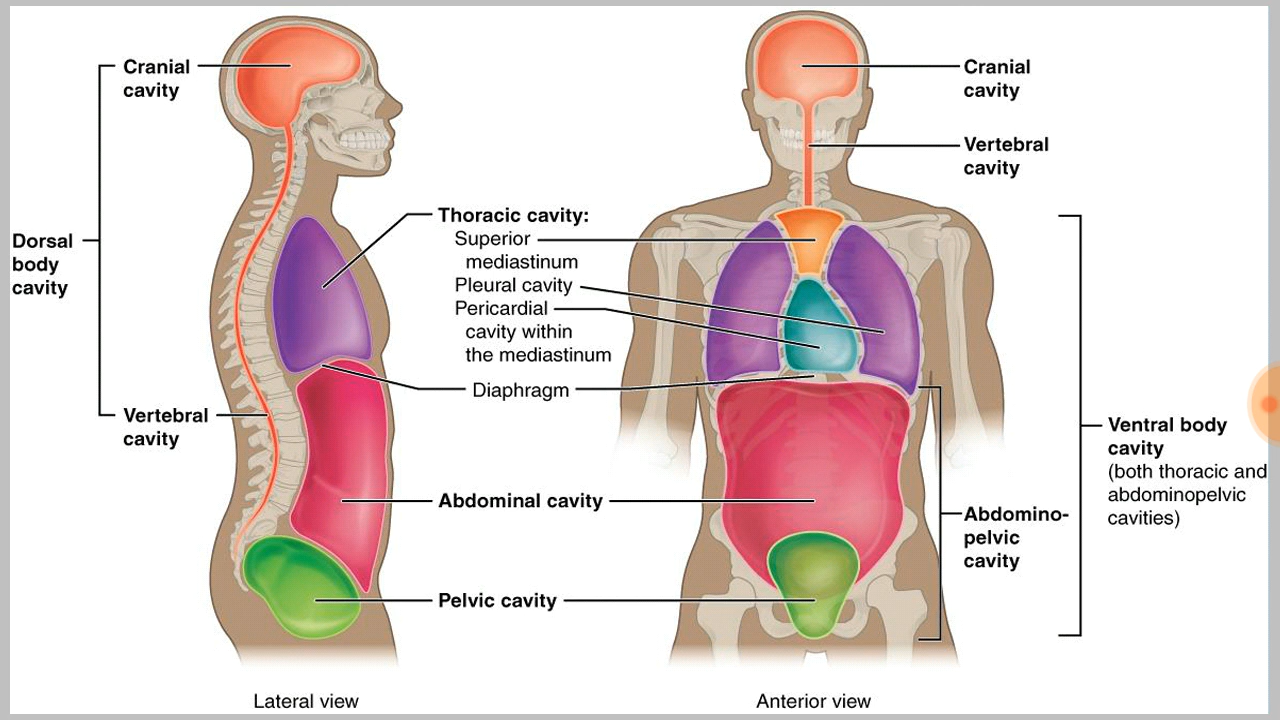 Cranial
cavity
Dorsal
body
cavity
Vertebral
cavity
Thoracic cavity:
Superior
mediastinum
Pleural cavity
Pericardial
cavity within
the mediastinum
Diaphragm
Abdominal cavity
Pelvic cavity
Cranial
cavity
Vertebral
cavity
Abdomino-
pelvic
cavity
Ventral body
cavity
(both thoracic and
abdominopelvic
cavities)
Lateral view
Anterior view